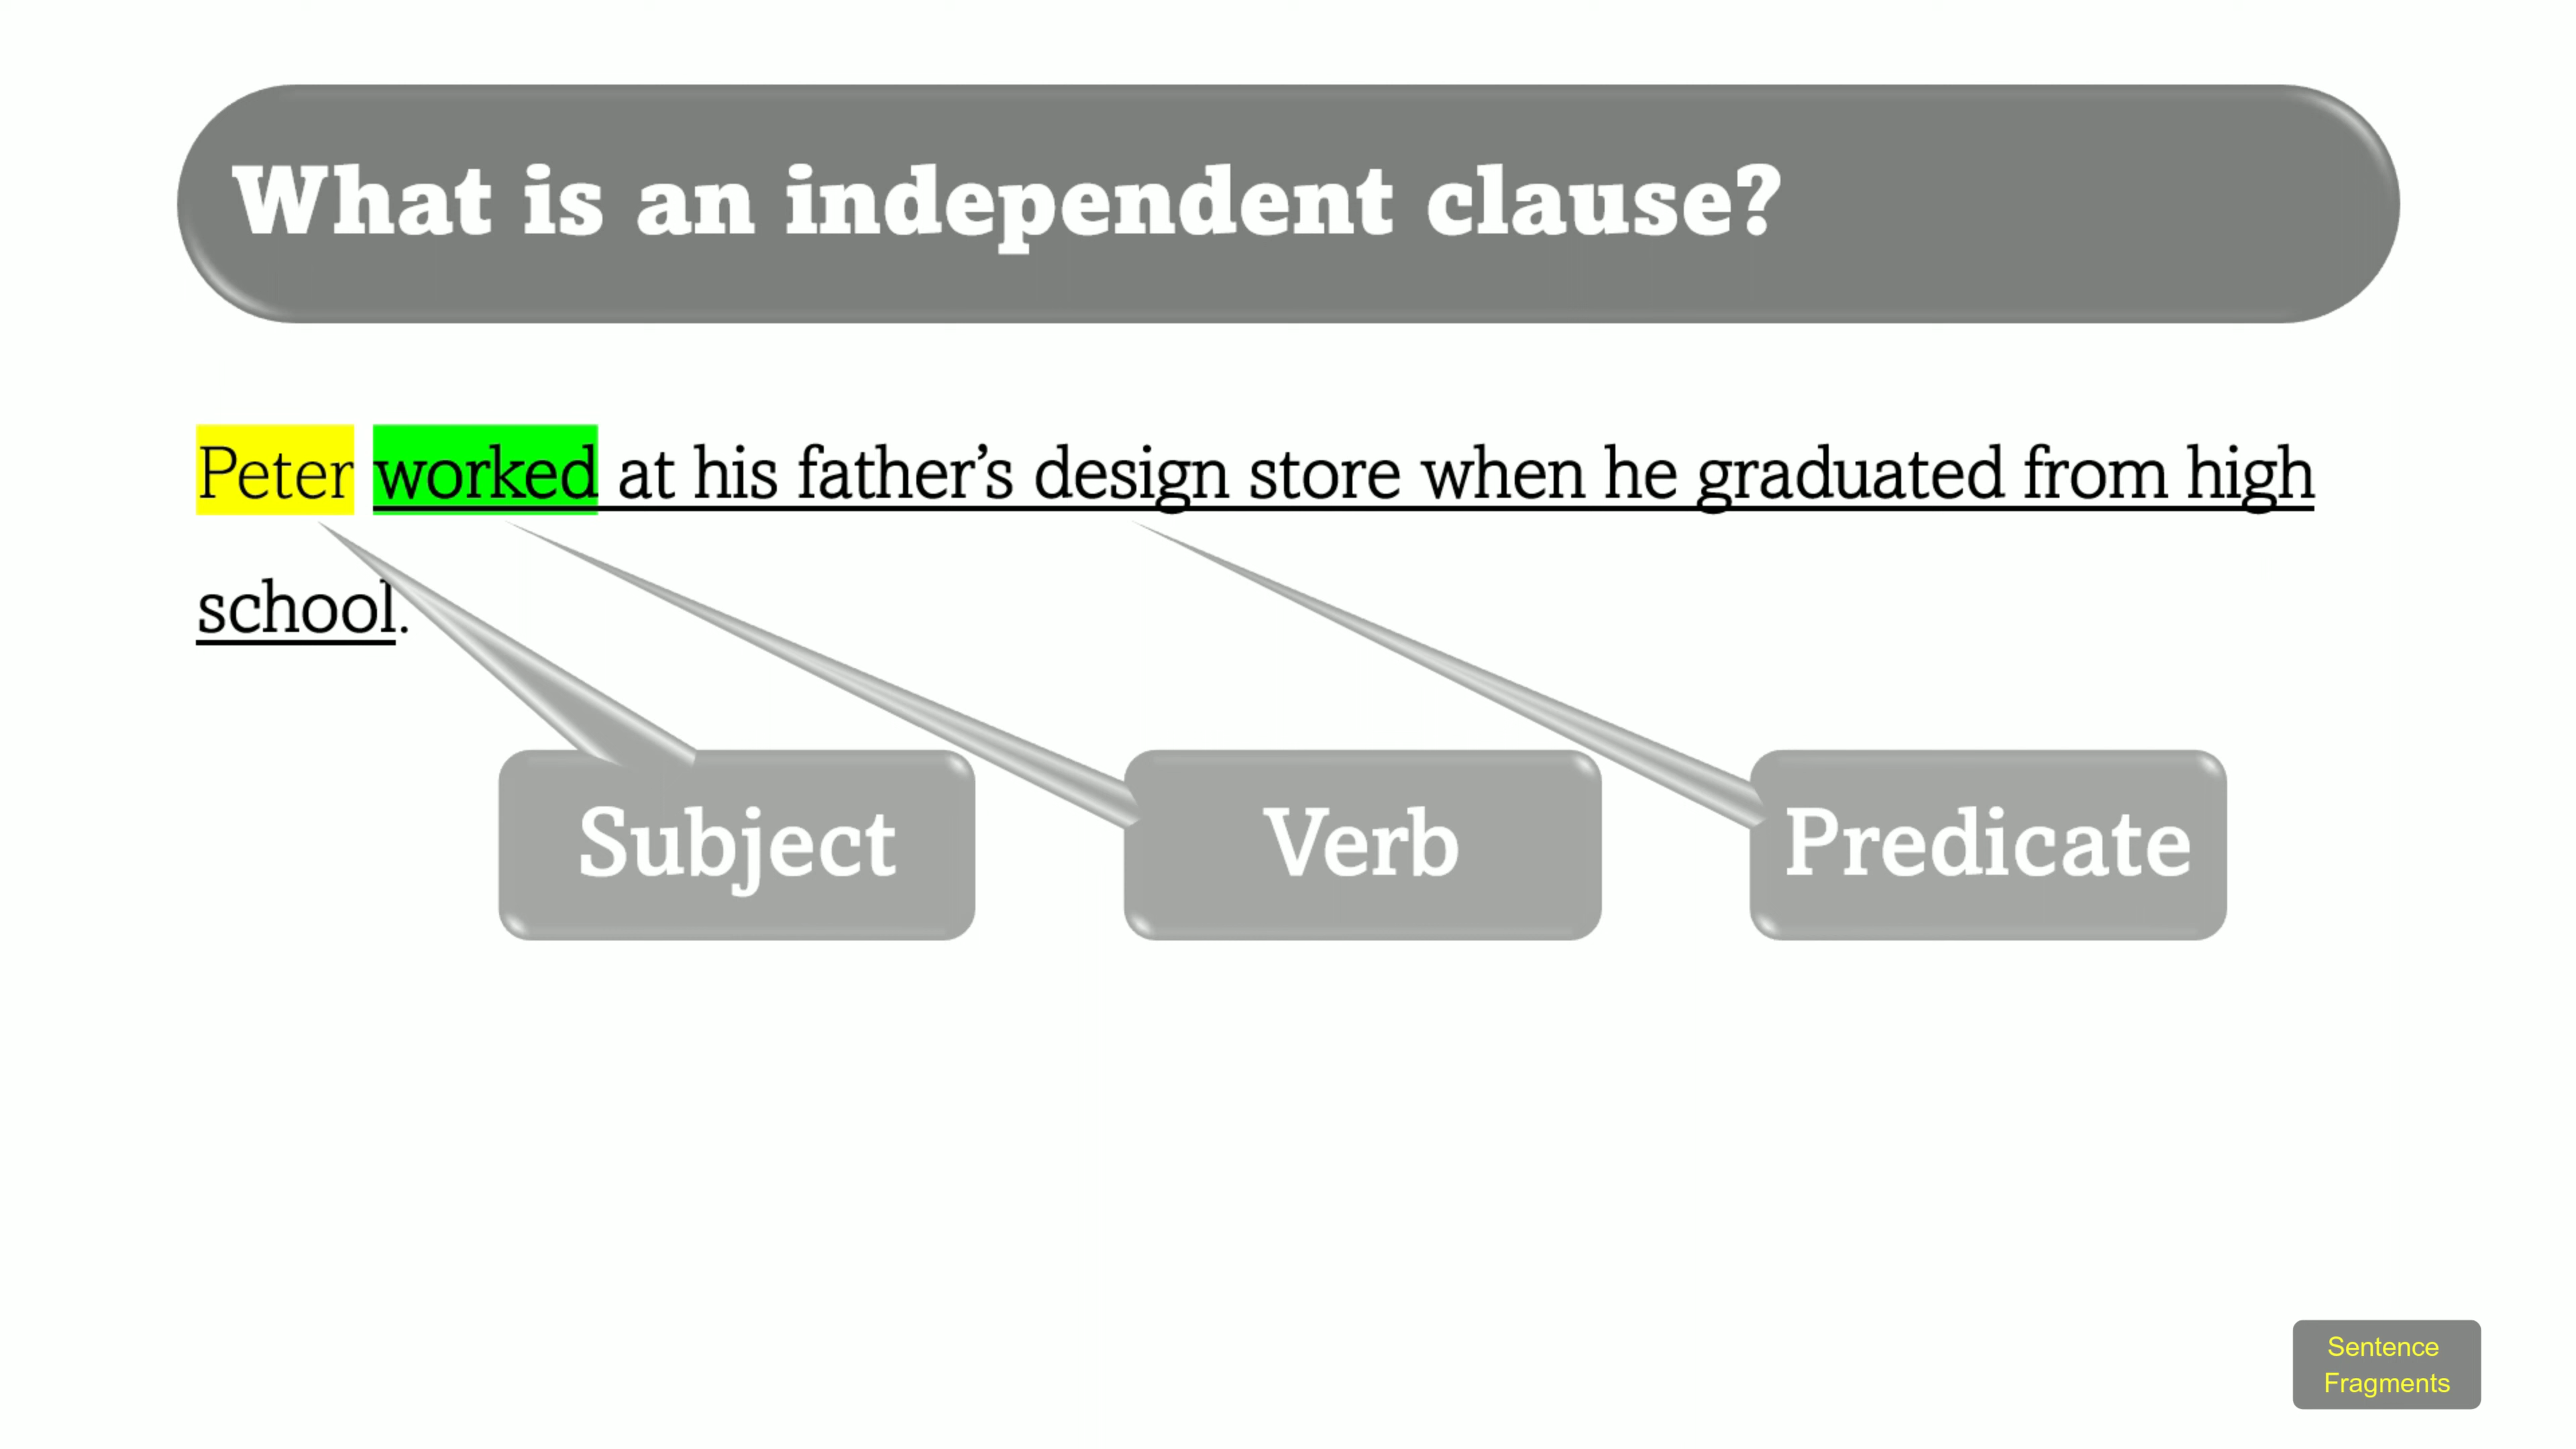 What is an independent clause?
Peter worked at his father’s design store when he graduated from high
school.
Subject
Verb
Predicate
Sentence
Fragments